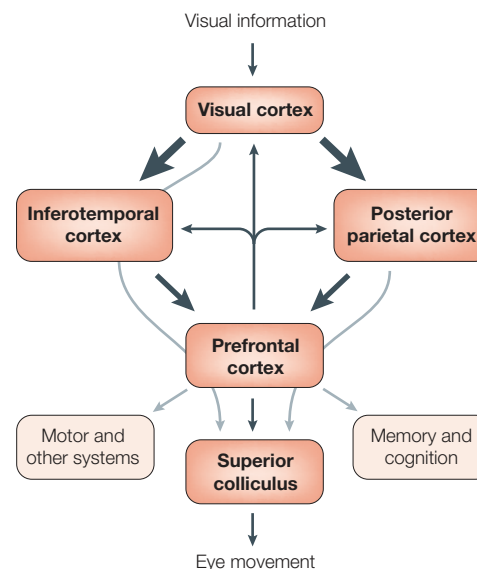 Visual information
Visual cortex
Inferotemporal
cortex
Posterior
parietal cortex
Prefrontal
cortex
Motor and
other systems
Memory and
cognition
Superior
colliculus
Eye movement